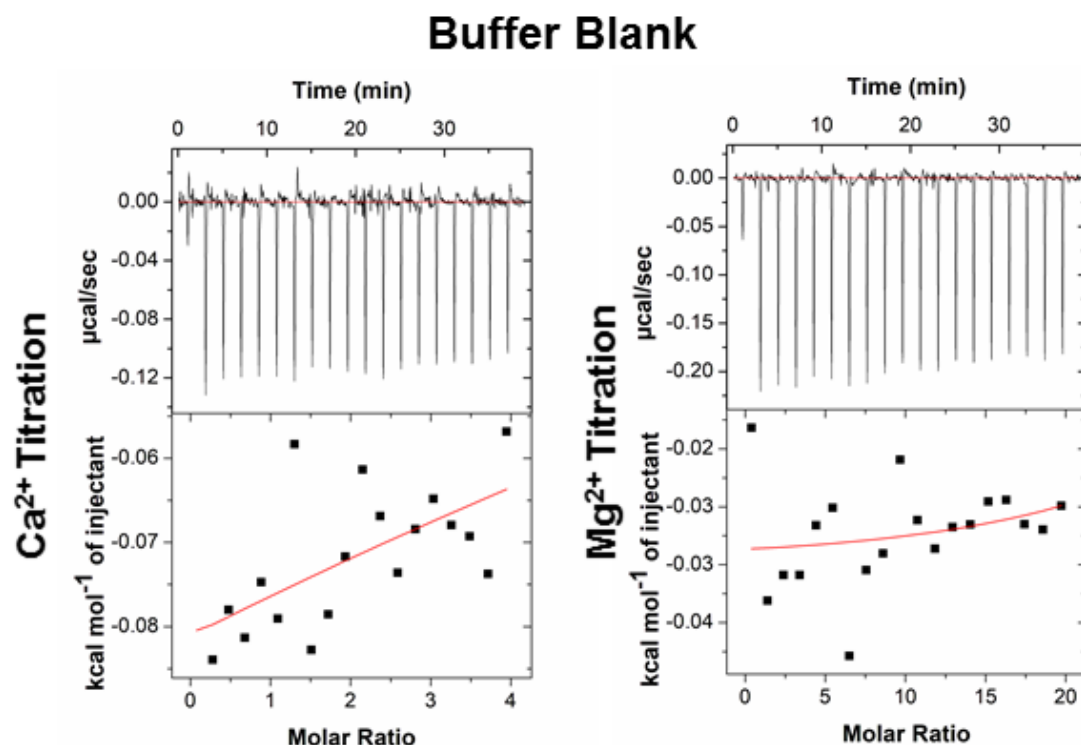 Buffer Blank
Ca²⁺ Titration
Time (min)
0 10 20 30
µcal/sec
0.00
-0.04
-0.08
-0.12
kcal mol⁻¹ of injectant
-0.06
-0.07
-0.08
0 1 2 3 4
Molar Ratio
Mg²⁺ Titration
Time (min)
0 10 20 30
µcal/sec
0.00
-0.05
-0.10
-0.15
-0.20
kcal mol⁻¹ of injectant
-0.02
-0.03
-0.03
-0.04
0 5 10 15 20
Molar Ratio